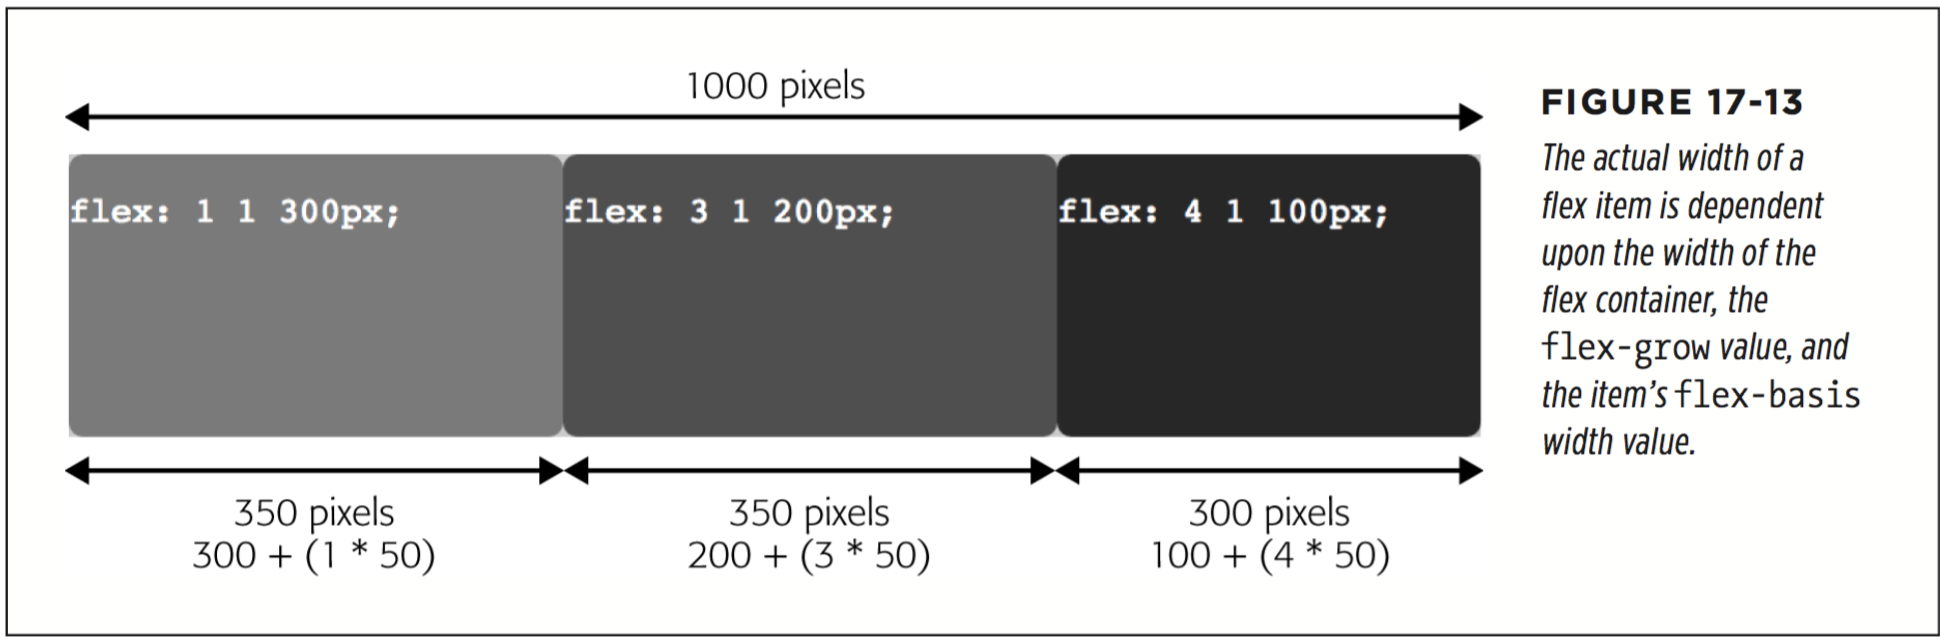 1000 pixels
flex: 1 1 300px;
flex: 3 1 200px;
flex: 4 1 100px;
350 pixels
300 + (1 * 50)
350 pixels
200 + (3 * 50)
300 pixels
100 + (4 * 50)
FIGURE 17-13
The actual width of a
flex item is dependent
upon the width of the
flex container, the
flex-grow value, and
the item’s flex-basis
width value.